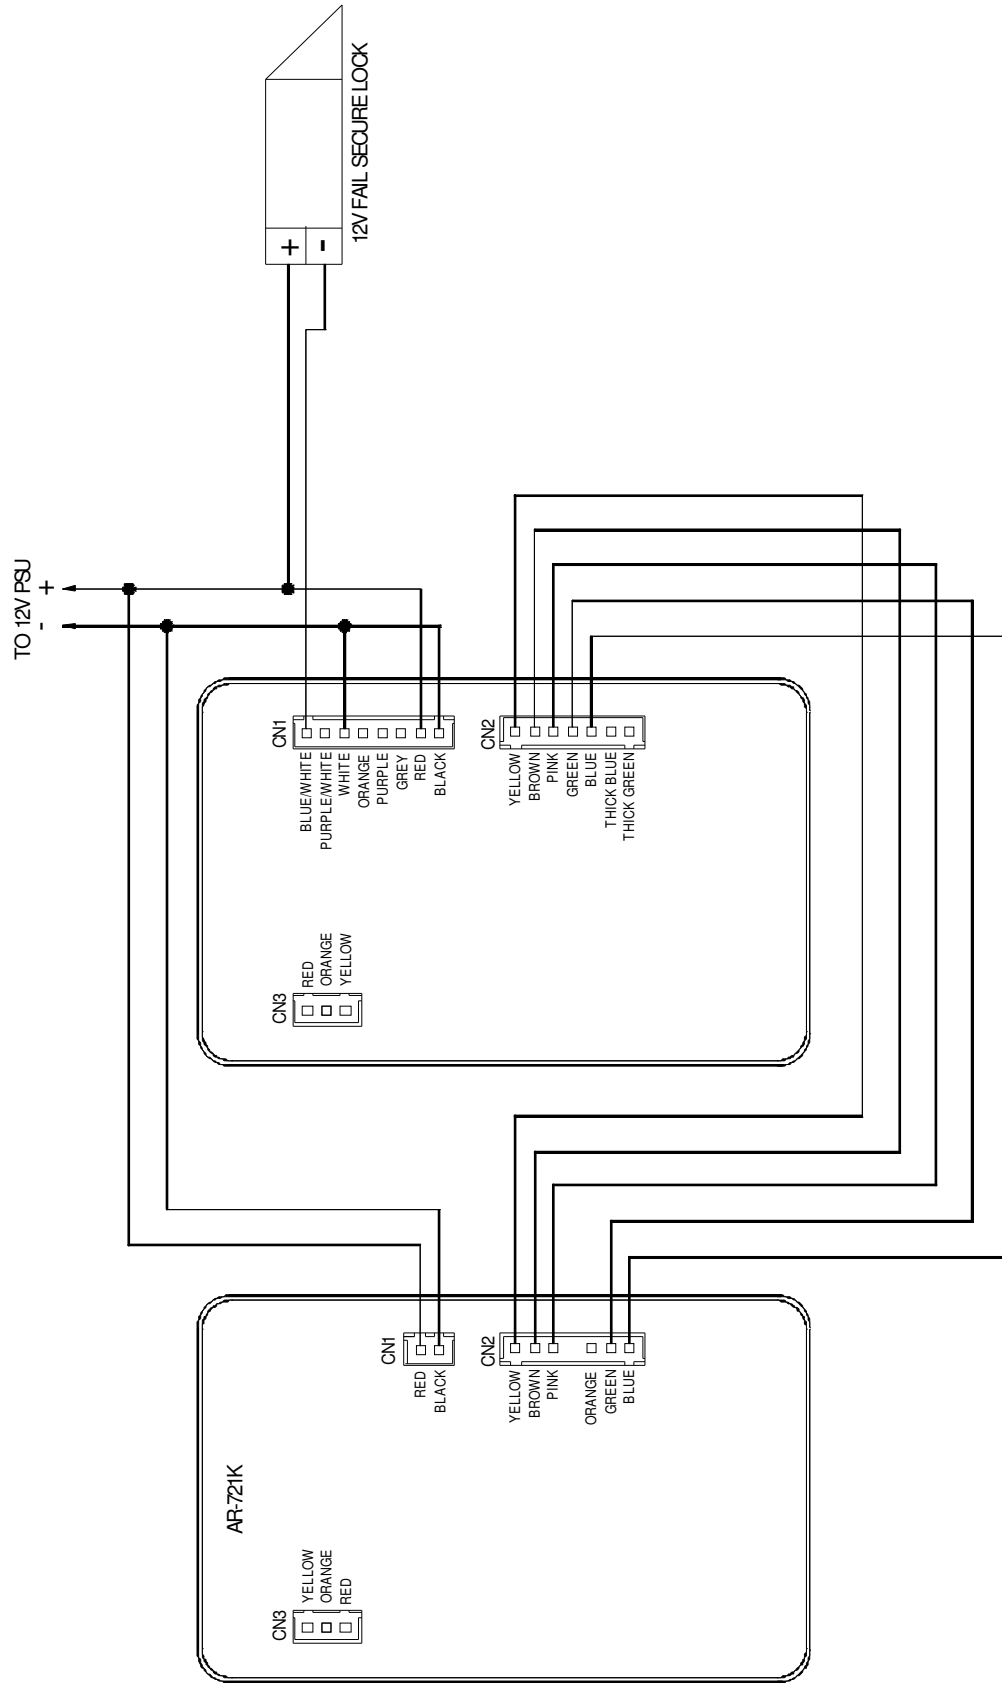 12V FAIL SECURE LOCK
+
-
TO 12V PSU
-
+
CN1
BLUE/WHITE
PURPLE/WHITE
WHITE
ORANGE
PURPLE
GREY
RED
BLACK
CN2
YELLOW
BROWN
PINK
GREEN
BLUE
THICK BLUE
THICK GREEN
CN3
RED
ORANGE
YELLOW
CN1
RED
BLACK
CN2
YELLOW
BROWN
PINK
ORANGE
GREEN
BLUE
AR-721K
CN3
YELLOW
ORANGE
RED